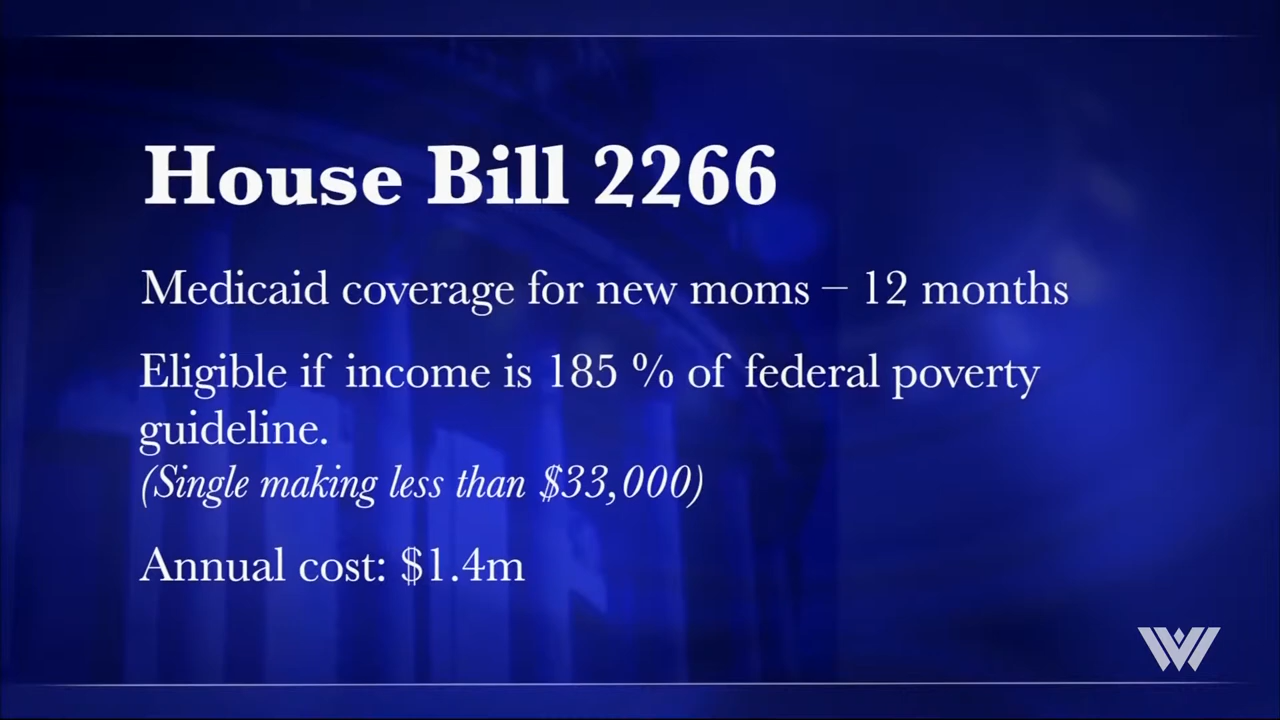 House Bill 2266
Medicaid coverage for new moms – 12 months
Eligible if income is 185 % of federal poverty
guideline.
(Single making less than $33,000)
Annual cost: $1.4m